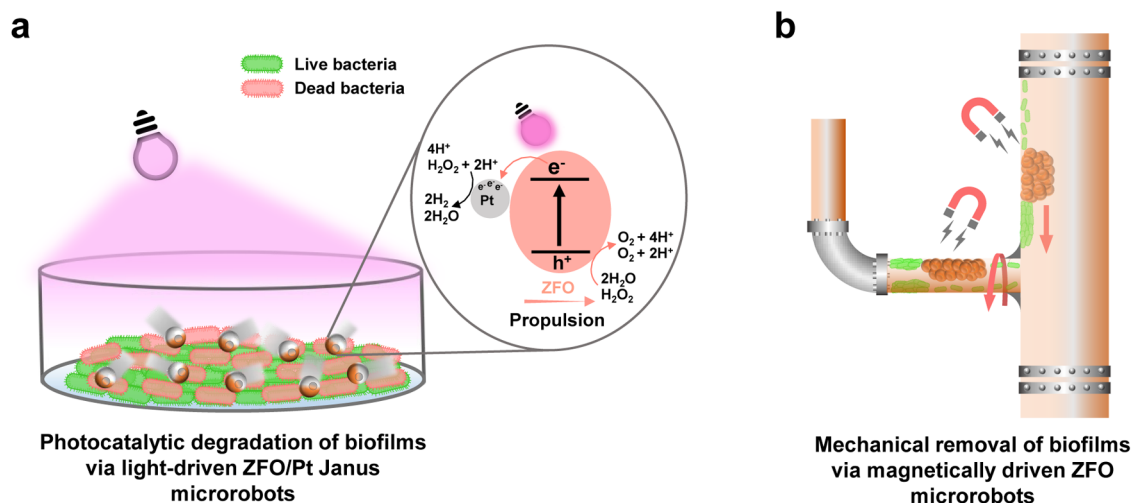 a
Live bacteria
Dead bacteria
4H⁺
H₂O₂ + 2H⁺
2H₂
2H₂O
e⁻ e⁻ e⁻
Pt
e⁻
h⁺
O₂ + 4H⁺
O₂ + 2H⁺
2H₂O
H₂O₂
ZFO
Propulsion
Photocatalytic degradation of biofilms
via light-driven ZFO/Pt Janus
microrobots
b
Mechanical removal of biofilms
via magnetically driven ZFO
microrobots